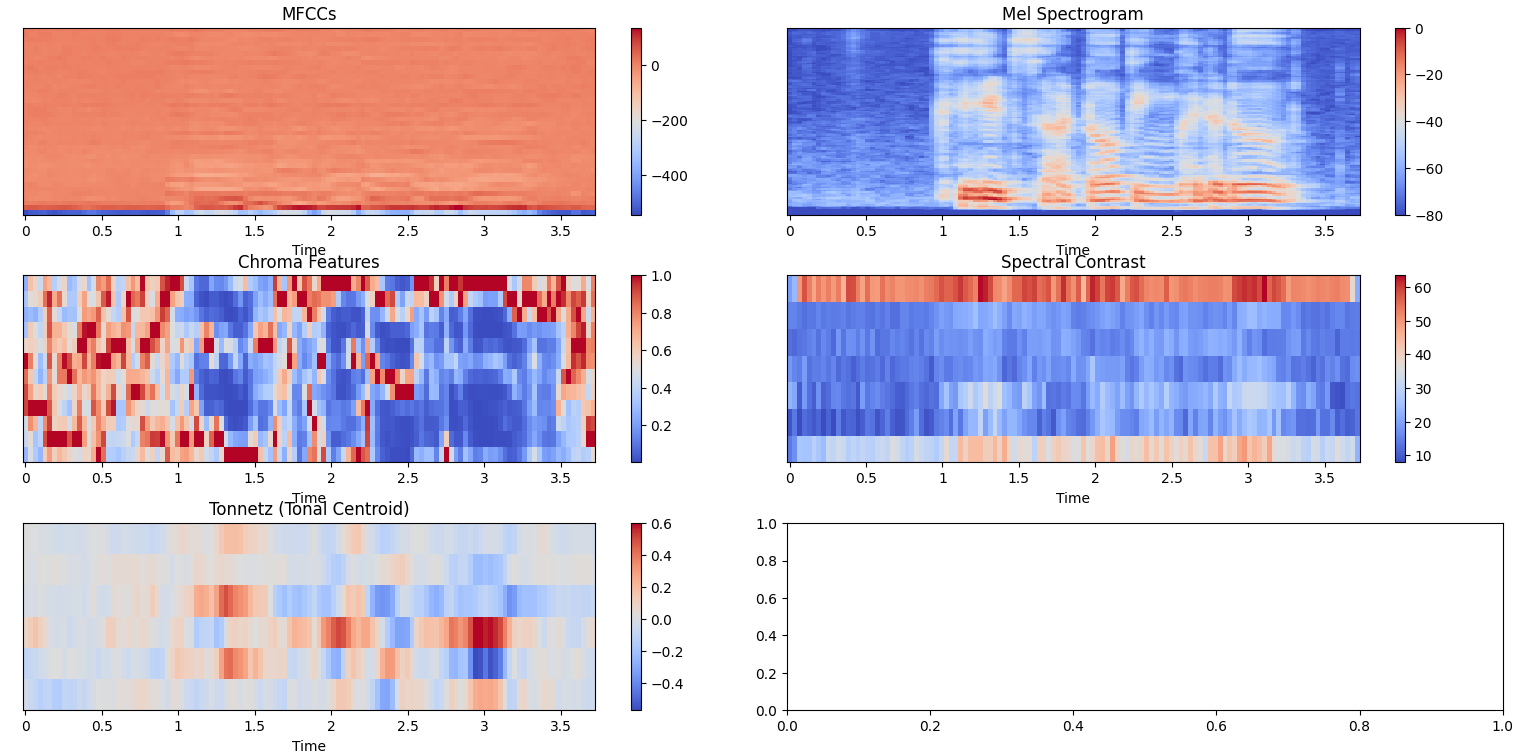 MFCCs
0
−200
−400
0 0.5 1 1.5 2 2.5 3 3.5
Time
Mel Spectrogram
0
−20
−40
−60
−80
0 0.5 1 1.5 2 2.5 3 3.5
Time
Chroma Features
1.0
0.8
0.6
0.4
0.2
0 0.5 1 1.5 2 2.5 3 3.5
Time
Spectral Contrast
60
50
40
30
20
10
0 0.5 1 1.5 2 2.5 3 3.5
Time
Tonnetz (Tonal Centroid)
0.6
0.4
0.2
0.0
−0.2
−0.4
0 0.5 1 1.5 2 2.5 3 3.5
Time
1.0
0.8
0.6
0.4
0.2
0.0
0.0 0.2 0.4 0.6 0.8 1.0